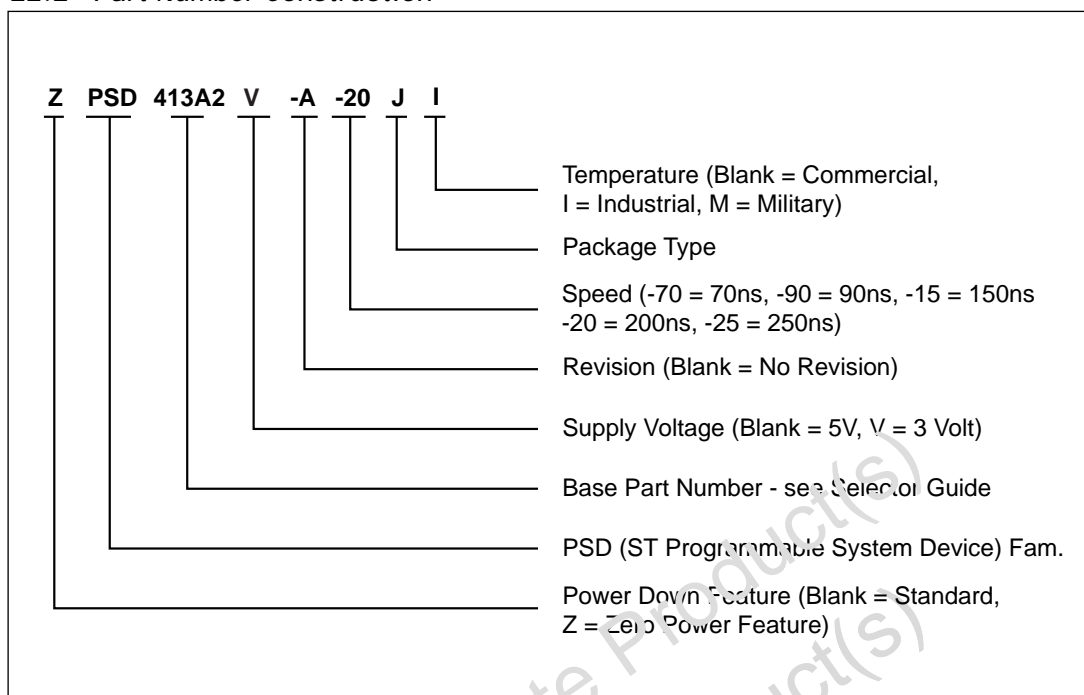 Z PSD 413A2 V -A -20 J I
Temperature (Blank = Commercial,
I = Industrial, M = Military)
Package Type
Speed (-70 = 70ns, -90 = 90ns, -15 = 150ns
-20 = 200ns, -25 = 250ns)
Revision (Blank = No Revision)
Supply Voltage (Blank = 5V, V = 3 Volt)
Base Part Number - see Selector Guide
PSD (ST Programmable System Device) Fam.
Power Down Feature (Blank = Standard,
Z = Zero Power Feature)
Product(s)